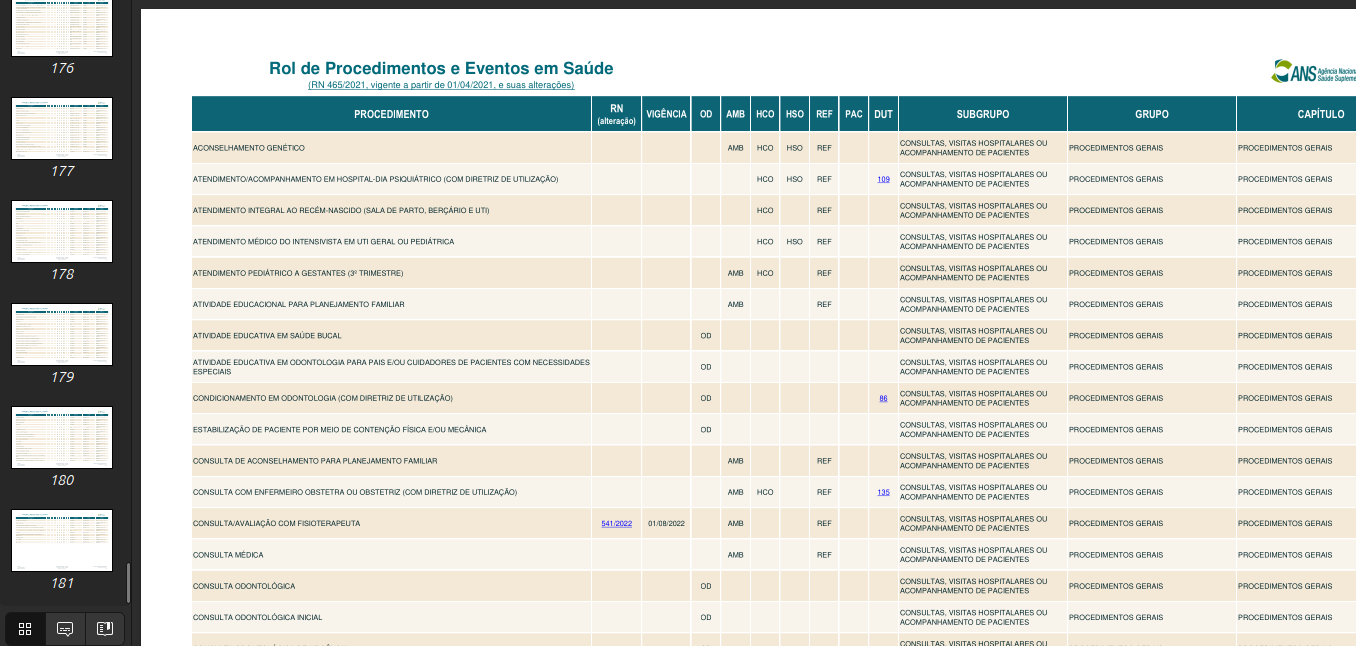 176
177
178
179
180
181
Rol de Procedimentos e Eventos em Saúde
(RN 465/2021, vigente a partir de 01/04/2021, e suas alterações)
ANS Agência Nacion
Saúde Supleme
PROCEDIMENTO RN (alteração) VIGÊNCIA OD AMB HCO HSO REF PAC DUT SUBGRUPO GRUPO CAPÍTULO
ACONSELHAMENTO GENÉTICO AMB HCO HSO REF CONSULTAS, VISITAS HOSPITALARES OU ACOMPANHAMENTO DE PACIENTES PROCEDIMENTOS GERAIS PROCEDIMENTOS GERAIS
ATENDIMENTO/ACOMPANHAMENTO EM HOSPITAL-DIA PSIQUIÁTRICO (COM DIRETRIZ DE UTILIZAÇÃO) HCO HSO REF 109 CONSULTAS, VISITAS HOSPITALARES OU ACOMPANHAMENTO DE PACIENTES PROCEDIMENTOS GERAIS PROCEDIMENTOS GERAIS
ATENDIMENTO INTEGRAL AO RECÉM-NASCIDO (SALA DE PARTO, BERÇÁRIO E UTI) HCO REF CONSULTAS, VISITAS HOSPITALARES OU ACOMPANHAMENTO DE PACIENTES PROCEDIMENTOS GERAIS PROCEDIMENTOS GERAIS
ATENDIMENTO MÉDICO DO INTENSIVISTA EM UTI GERAL OU PEDIÁTRICA HCO HSO REF CONSULTAS, VISITAS HOSPITALARES OU ACOMPANHAMENTO DE PACIENTES PROCEDIMENTOS GERAIS PROCEDIMENTOS GERAIS
ATENDIMENTO PEDIÁTRICO A GESTANTES (3º TRIMESTRE) AMB HCO REF CONSULTAS, VISITAS HOSPITALARES OU ACOMPANHAMENTO DE PACIENTES PROCEDIMENTOS GERAIS PROCEDIMENTOS GERAIS
ATIVIDADE EDUCACIONAL PARA PLANEJAMENTO FAMILIAR AMB REF CONSULTAS, VISITAS HOSPITALARES OU ACOMPANHAMENTO DE PACIENTES PROCEDIMENTOS GERAIS PROCEDIMENTOS GERAIS
ATIVIDADE EDUCATIVA EM SAÚDE BUCAL OD CONSULTAS, VISITAS HOSPITALARES OU ACOMPANHAMENTO DE PACIENTES PROCEDIMENTOS GERAIS PROCEDIMENTOS GERAIS
ATIVIDADE EDUCATIVA EM ODONTOLOGIA PARA PAIS E/OU CUIDADORES DE PACIENTES COM NECESSIDADES ESPECIAIS OD CONSULTAS, VISITAS HOSPITALARES OU ACOMPANHAMENTO DE PACIENTES PROCEDIMENTOS GERAIS PROCEDIMENTOS GERAIS
CONDICIONAMENTO EM ODONTOLOGIA (COM DIRETRIZ DE UTILIZAÇÃO) OD 86 CONSULTAS, VISITAS HOSPITALARES OU ACOMPANHAMENTO DE PACIENTES PROCEDIMENTOS GERAIS PROCEDIMENTOS GERAIS
ESTABILIZAÇÃO DE PACIENTE POR MEIO DE CONTENÇÃO FÍSICA E/OU MECÂNICA OD CONSULTAS, VISITAS HOSPITALARES OU ACOMPANHAMENTO DE PACIENTES PROCEDIMENTOS GERAIS PROCEDIMENTOS GERAIS
CONSULTA DE ACONSELHAMENTO PARA PLANEJAMENTO FAMILIAR AMB REF CONSULTAS, VISITAS HOSPITALARES OU ACOMPANHAMENTO DE PACIENTES PROCEDIMENTOS GERAIS PROCEDIMENTOS GERAIS
CONSULTA COM ENFERMEIRO OBSTETRA OU OBSTETRIZ (COM DIRETRIZ DE UTILIZAÇÃO) AMB HCO REF 135 CONSULTAS, VISITAS HOSPITALARES OU ACOMPANHAMENTO DE PACIENTES PROCEDIMENTOS GERAIS PROCEDIMENTOS GERAIS
CONSULTA/AVALIAÇÃO COM FISIOTERAPEUTA 541/2022 01/08/2022 AMB REF CONSULTAS, VISITAS HOSPITALARES OU ACOMPANHAMENTO DE PACIENTES PROCEDIMENTOS GERAIS PROCEDIMENTOS GERAIS
CONSULTA MÉDICA AMB REF CONSULTAS, VISITAS HOSPITALARES OU ACOMPANHAMENTO DE PACIENTES PROCEDIMENTOS GERAIS PROCEDIMENTOS GERAIS
CONSULTA ODONTOLÓGICA OD CONSULTAS, VISITAS HOSPITALARES OU ACOMPANHAMENTO DE PACIENTES PROCEDIMENTOS GERAIS PROCEDIMENTOS GERAIS
CONSULTA ODONTOLÓGICA INICIAL OD CONSULTAS, VISITAS HOSPITALARES OU ACOMPANHAMENTO DE PACIENTES PROCEDIMENTOS GERAIS PROCEDIMENTOS GERAIS
CONSULTAS, VISITAS HOSPITALARES OU